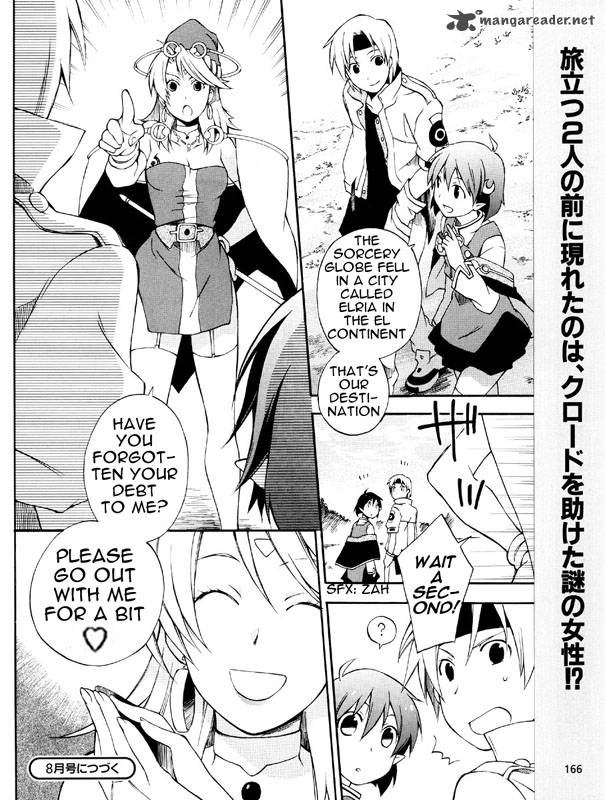 mangareader.net
旅立つ2人の前に現れたのは、クロードを助けた謎の女性!?
THE
SORCERY
GLOBE FELL
IN A CITY
CALLED
ELRIA IN
THE EL
CONTINENT
THAT'S
OUR
DESTI-
NATION
WAIT
A
SEC-
OND!
SFX: ZAH
?
HAVE
YOU
FORGOT-
TEN YOUR
DEBT
TO ME?
PLEASE
GO OUT
WITH ME
FOR A BIT
♡
8月号につづく
166